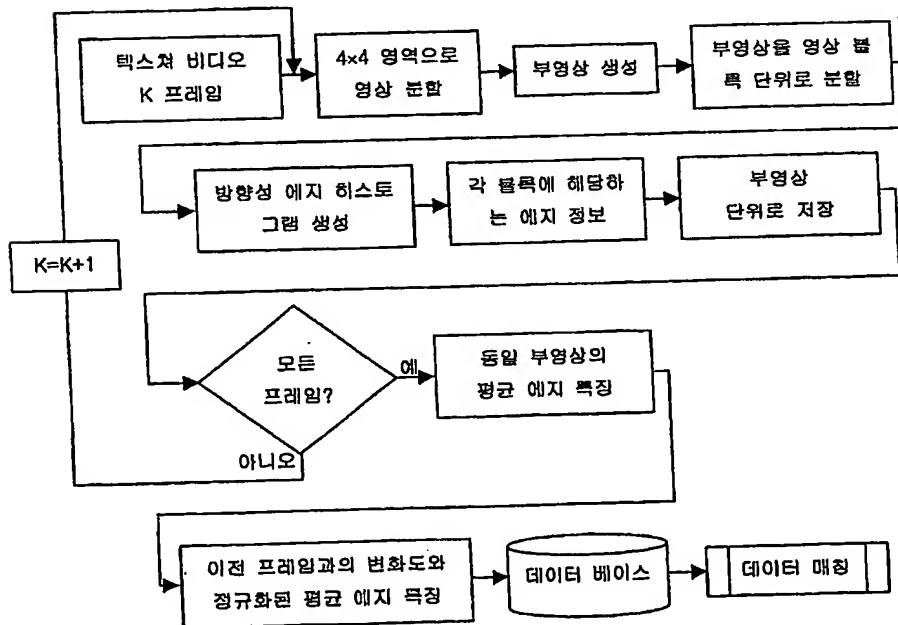 텍스쳐 비디오
K 프레임
4×4 영역으로
영상 분할
부영상 생성
부영상을 영상 블
록 단위로 분할
방향성 에지 히스토
그램 생성
각 블록에 해당하
는 에지 정보
부영상
단위로 저장
K=K+1
모든
프레임?
예
아니오
동일 부영상의
평균 에지 특징
이전 프레임과의 변화도와
정규화된 평균 에지 특징
데이터 베이스
데이터 매칭